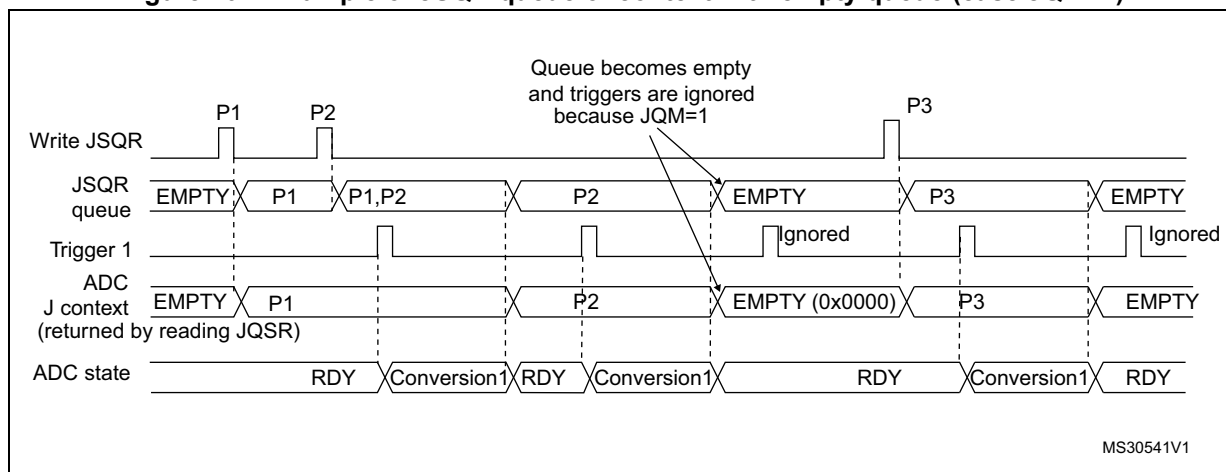 Queue becomes empty
and triggers are ignored
because JQM=1
P1 P2 P3
Write JSQR
JSQR
queue
EMPTY P1 P1,P2 P2 EMPTY P3 EMPTY
Trigger 1 Ignored Ignored
ADC
J context
(returned by reading JQSR)
EMPTY P1 P2 EMPTY (0x0000) P3 EMPTY
ADC state RDY Conversion1 RDY Conversion1 RDY Conversion1 RDY
MS30541V1